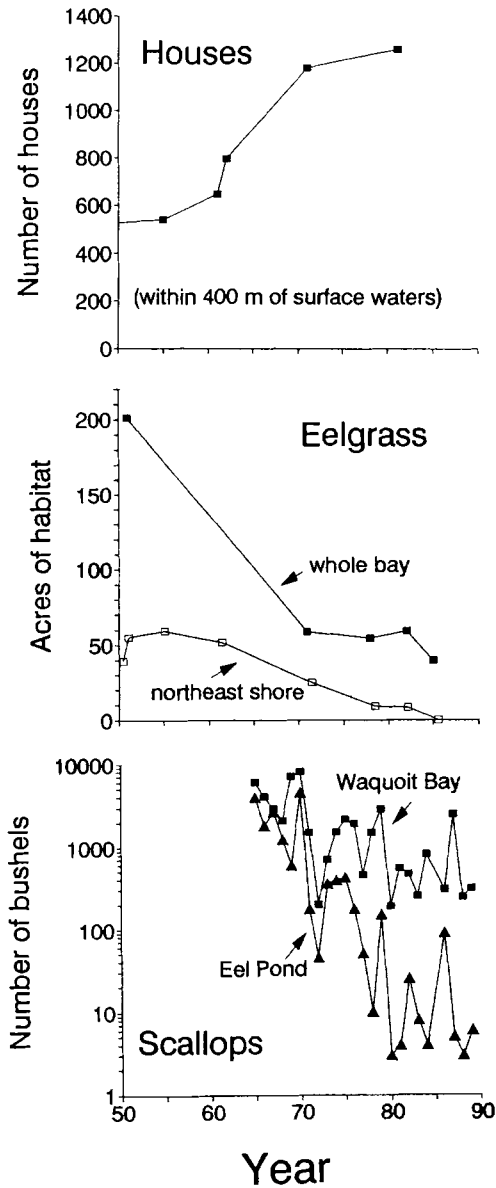 1400
Houses
1200
1000
800
600
400
200
0
Number of houses
(within 400 m of surface waters)
200
150
100
50
0
Acres of habitat
Eelgrass
whole bay
northeast shore
10000
1000
100
10
1
Number of bushels
Waquoit Bay
Eel Pond
Scallops
50 60 70 80 90
Year